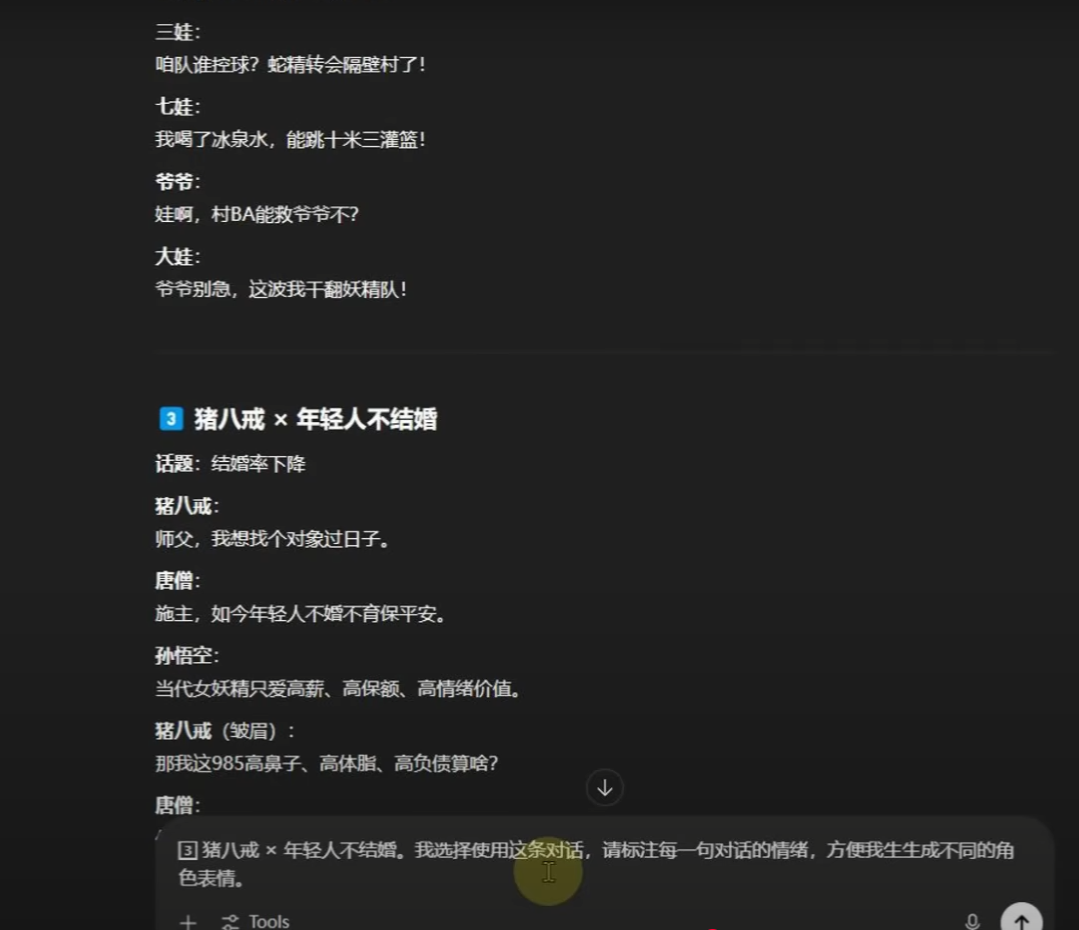 三娃：
咱队谁控球？蛇精转会隔壁村了！
七娃：
我喝了冰泉水，能跳十米三灌篮！
爷爷：
娃啊，村BA能救爷爷不？
大娃：
爷爷别急，这波我干翻妖精队！
3 猪八戒 × 年轻人不结婚
话题：结婚率下降
猪八戒：
师父，我想找个对象过日子。
唐僧：
施主，如今年轻人不婚不育保平安。
孙悟空：
当代女妖精只爱高薪、高保额、高情绪价值。
猪八戒（皱眉）：
那我这985高鼻子、高体脂、高负债算啥？
唐僧：
3 猪八戒 × 年轻人不结婚。我选择使用这条对话，请标注每一句对话的情绪，方便我生生成不同的角
色表情。
Tools